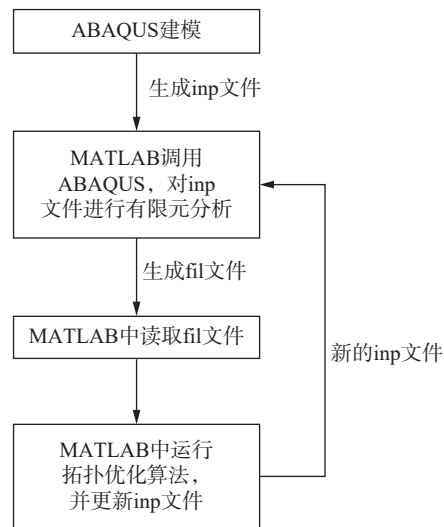 ABAQUS建模
生成inp文件
MATLAB调用
ABAQUS，对inp
文件进行有限元分析
生成fil文件
MATLAB中读取fil文件
新的inp文件
MATLAB中运行
拓扑优化算法，
并更新inp文件